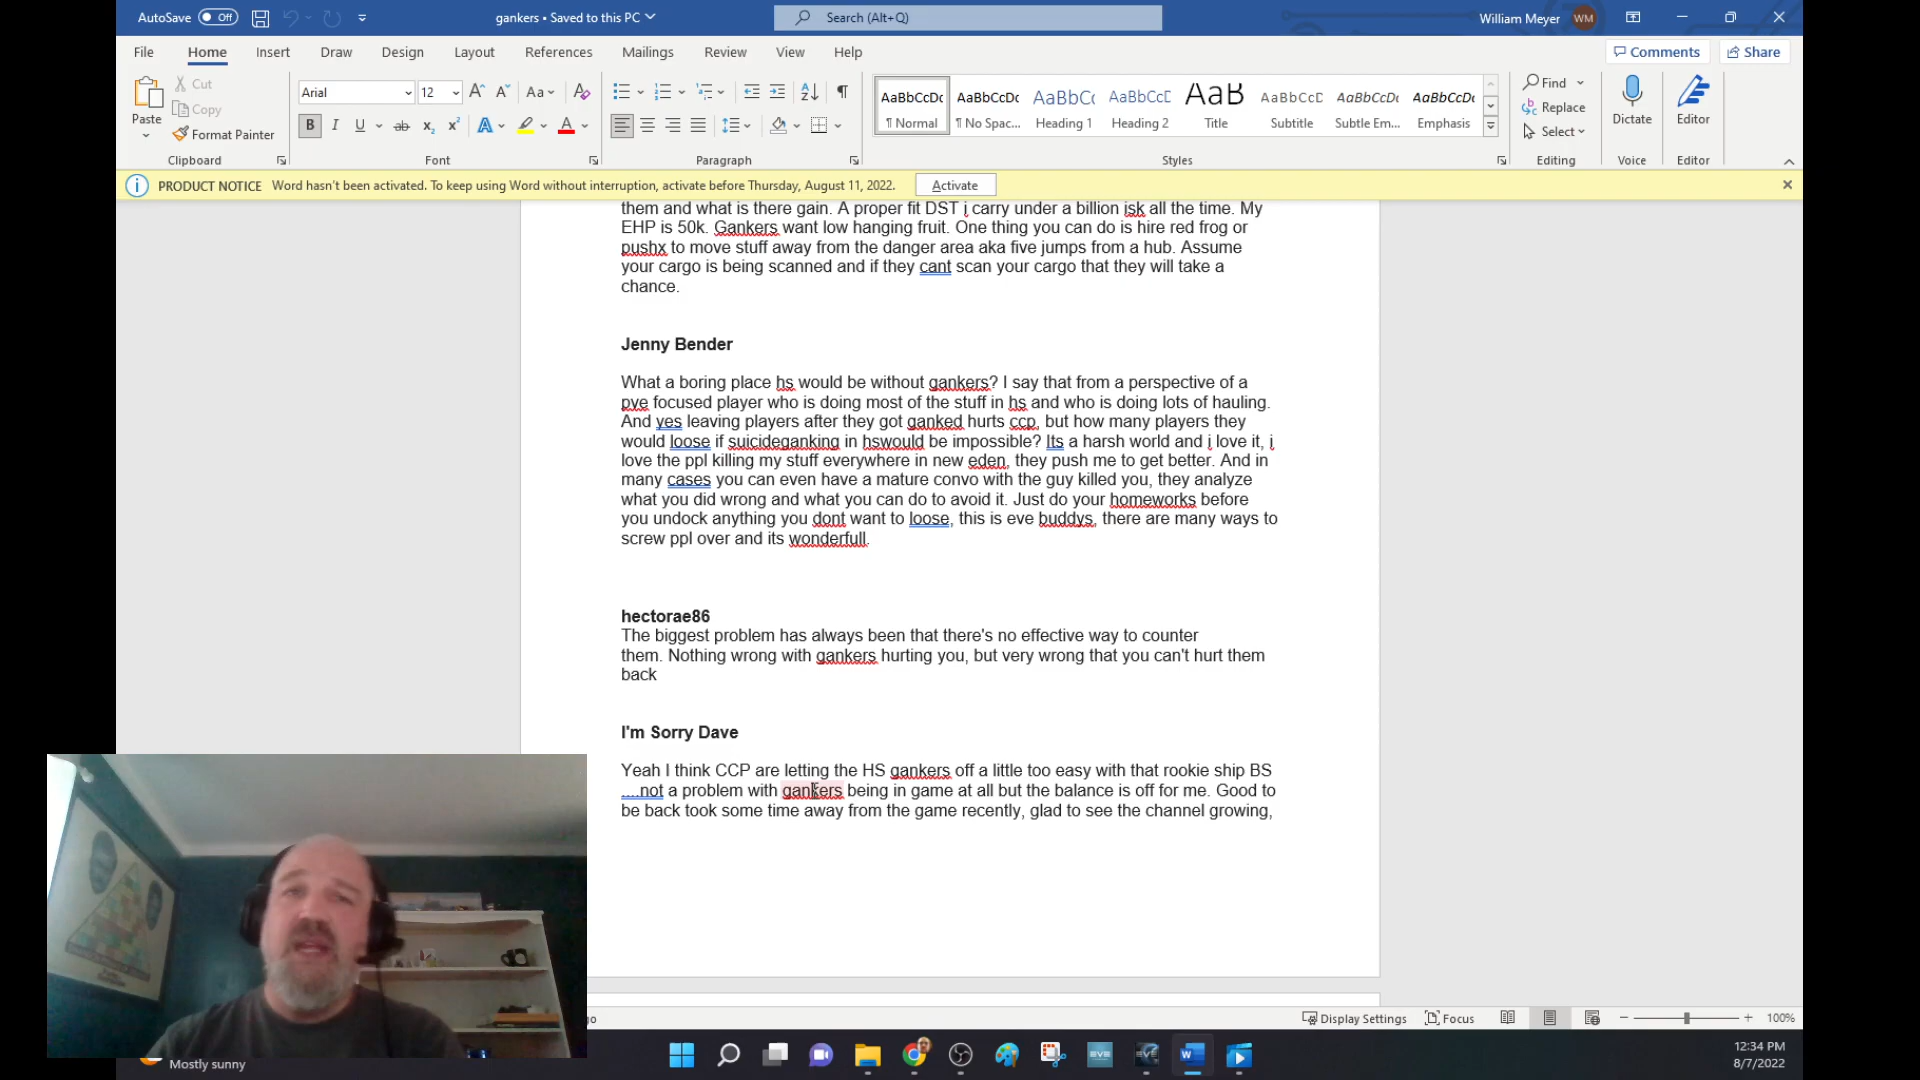 AutoSave Off gankers • Saved to this PC Search (Alt+Q) William Meyer WM
File Home Insert Draw Design Layout References Mailings Review View Help Comments Share
Paste Cut Copy Format Painter
Clipboard
Arial 12
Font
Paragraph
AaBbCcDc AaBbCcDc AaBbCc AaBbCcD AaB AaBbCcD AaBbCcDc AaBbCcDc
¶ Normal ¶ No Spac... Heading 1 Heading 2 Title Subtitle Subtle Em... Emphasis
Styles
Find
Replace
Select
Editing
Dictate
Voice
Editor
Editor
PRODUCT NOTICE Word hasn't been activated. To keep using Word without interruption, activate before Thursday, August 11, 2022. Activate
them and what is there gain. A proper fit DST i carry under a billion isk all the time. My
EHP is 50k. Gankers want low hanging fruit. One thing you can do is hire red frog or
pushx to move stuff away from the danger area aka five jumps from a hub. Assume
your cargo is being scanned and if they cant scan your cargo that they will take a
chance.
Jenny Bender
What a boring place hs would be without gankers? I say that from a perspective of a
pve focused player who is doing most of the stuff in hs and who is doing lots of hauling.
And yes leaving players after they got ganked hurts ccp, but how many players they
would loose if suicideganking in hswould be impossible? Its a harsh world and i love it, i
love the ppl killing my stuff everywhere in new eden, they push me to get better. And in
many cases you can even have a mature convo with the guy killed you, they analyze
what you did wrong and what you can do to avoid it. Just do your homeworks before
you undock anything you dont want to loose, this is eve buddys, there are many ways to
screw ppl over and its wonderfull.
hectorae86
The biggest problem has always been that there's no effective way to counter
them. Nothing wrong with gankers hurting you, but very wrong that you can't hurt them
back
I'm Sorry Dave
Yeah I think CCP are letting the HS gankers off a little too easy with that rookie ship BS
....not a problem with gankers being in game at all but the balance is off for me. Good to
be back took some time away from the game recently, glad to see the channel growing,
Display Settings Focus 100%
Mostly sunny
12:34 PM
8/7/2022